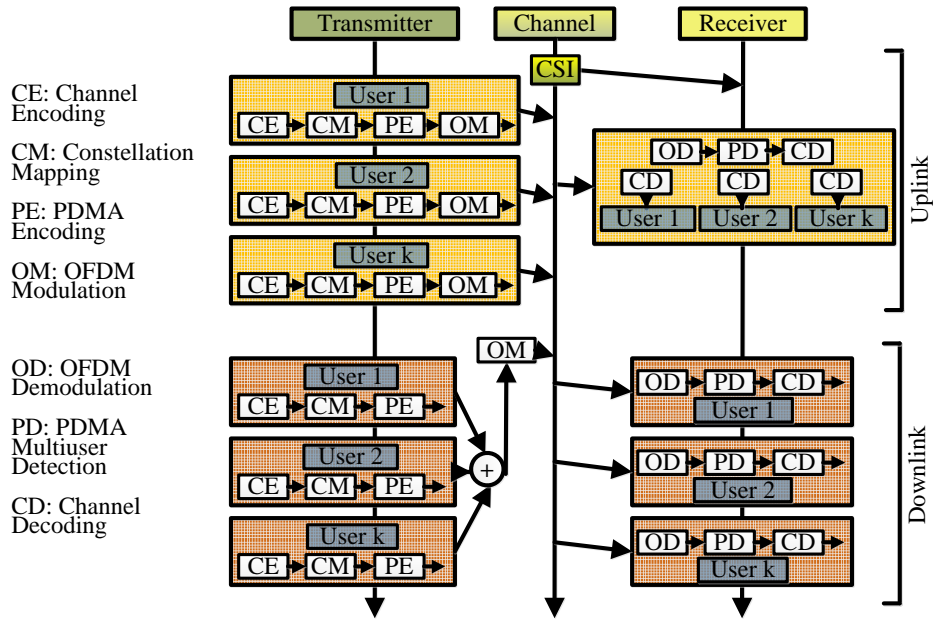 Transmitter
Channel
Receiver
CSI
CE: Channel
Encoding
CM: Constellation
Mapping
PE: PDMA
Encoding
OM: OFDM
Modulation
OD: OFDM
Demodulation
PD: PDMA
Multiuser
Detection
CD: Channel
Decoding
User 1
CE CM PE OM
User 2
CE CM PE OM
User k
CE CM PE OM
OD PD CD
CD CD CD
User 1 User 2 User k
Uplink
OM
User 1
CE CM PE
User 2
CE CM PE
User k
CE CM PE
+
OD PD CD
User 1
OD PD CD
User 2
OD PD CD
User k
Downlink